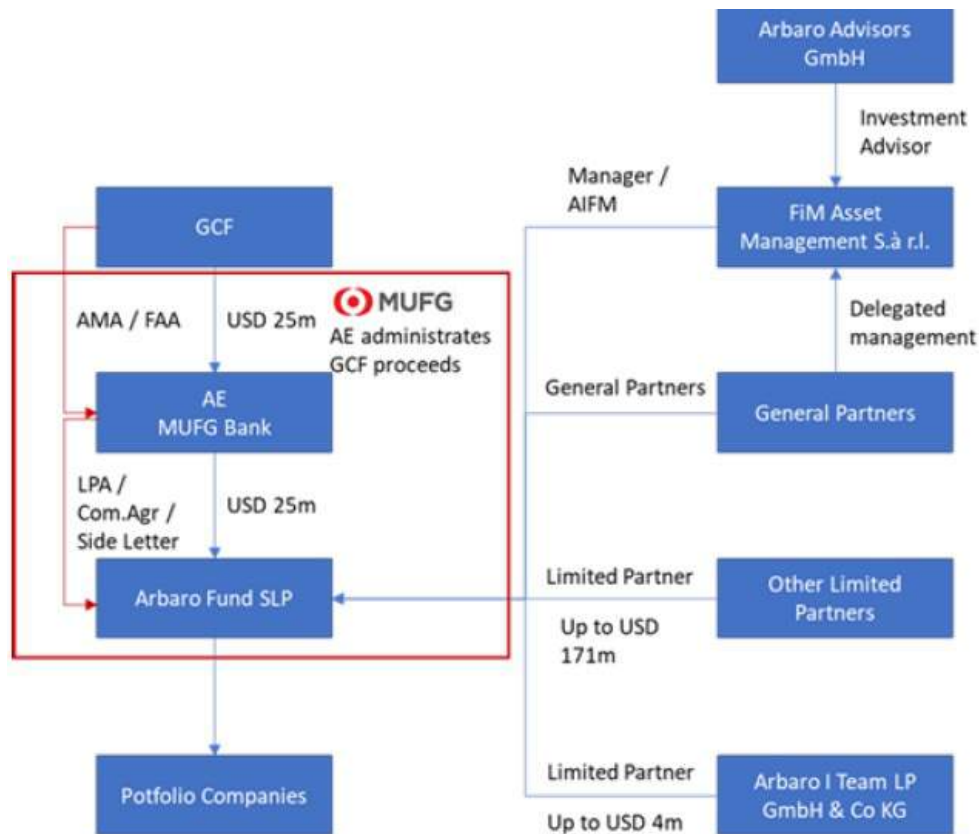 Arbaro Advisors
GmbH
Investment
Advisor
Manager /
AIFM
GCF
FiM Asset
Management S.à r.l.
AMA / FAA
USD 25m
MUFG
AE administrates
GCF proceeds
Delegated
management
AE
MUFG Bank
General Partners
General Partners
LPA /
Com.Agr /
Side Letter
USD 25m
Arbaro Fund SLP
Limited Partner
Up to USD
171m
Other Limited
Partners
Potfolio Companies
Limited Partner
Up to USD 4m
Arbaro I Team LP
GmbH & Co KG